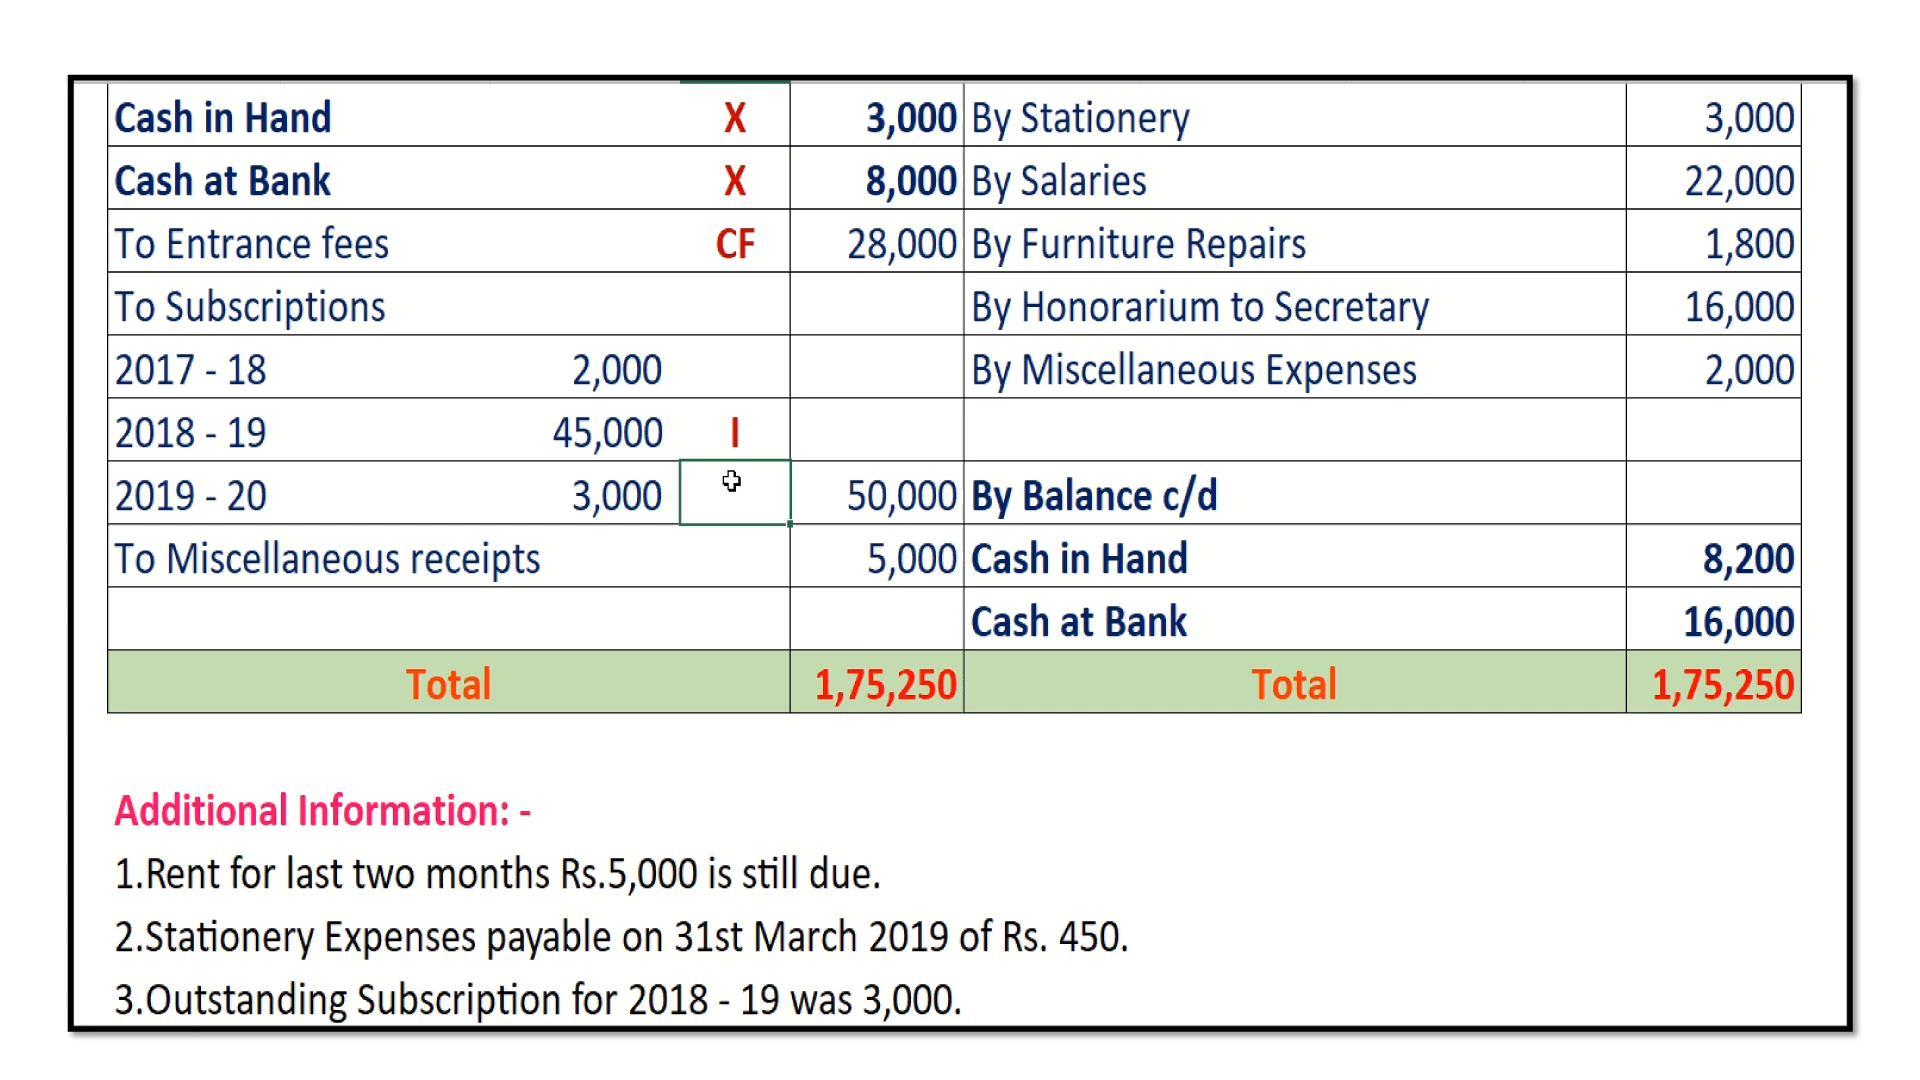 Cash in Hand X 3,000 By Stationery 3,000
Cash at Bank X 8,000 By Salaries 22,000
To Entrance fees CF 28,000 By Furniture Repairs 1,800
To Subscriptions By Honorarium to Secretary 16,000
2017 - 18 2,000 By Miscellaneous Expenses 2,000
2018 - 19 45,000 I
2019 - 20 3,000 50,000 By Balance c/d
To Miscellaneous receipts 5,000 Cash in Hand 8,200
Cash at Bank 16,000
Total 1,75,250 Total 1,75,250
Additional Information: -
1.Rent for last two months Rs.5,000 is still due.
2.Stationery Expenses payable on 31st March 2019 of Rs. 450.
3.Outstanding Subscription for 2018 - 19 was 3,000.